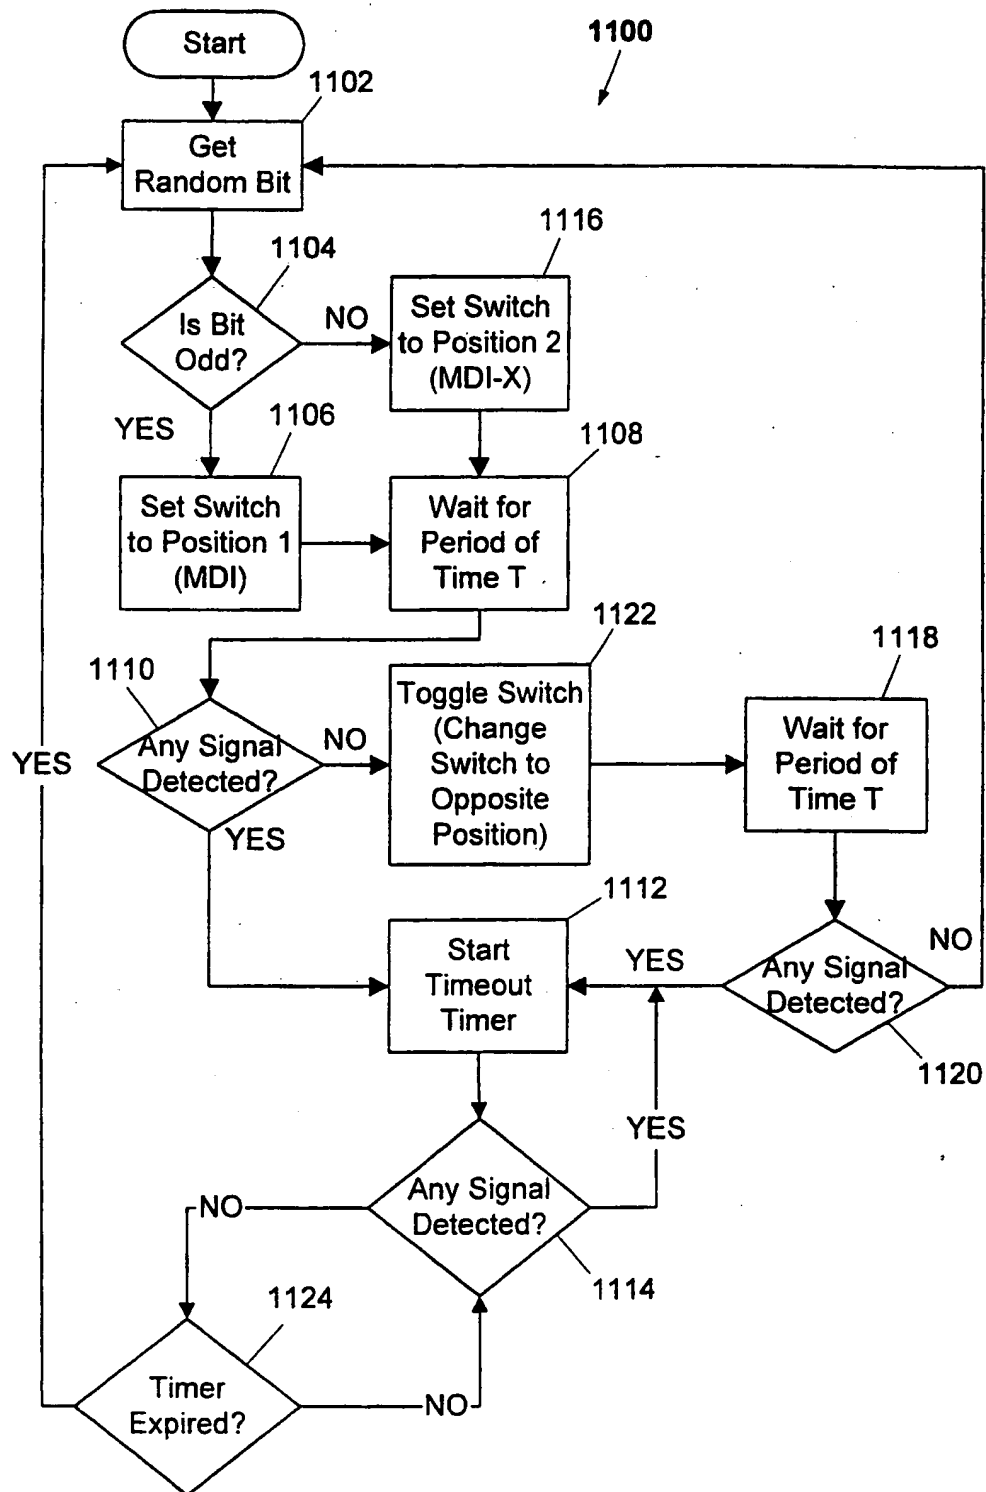 Start
1100
1102
Get
Random Bit
1116
1104
Is Bit
Odd?
NO
Set Switch
to Position 2
(MDI-X)
YES
1106
1108
Set Switch
to Position 1
(MDI)
Wait for
Period of
Time T
1122
1118
1110
Any Signal
Detected?
NO
Toggle Switch
(Change
Switch to
Opposite
Position)
Wait for
Period of
Time T
YES
YES
1112
Start
Timeout
Timer
YES
Any Signal
Detected?
NO
1120
YES
Any Signal
Detected?
NO
1114
1124
Timer
Expired?
NO